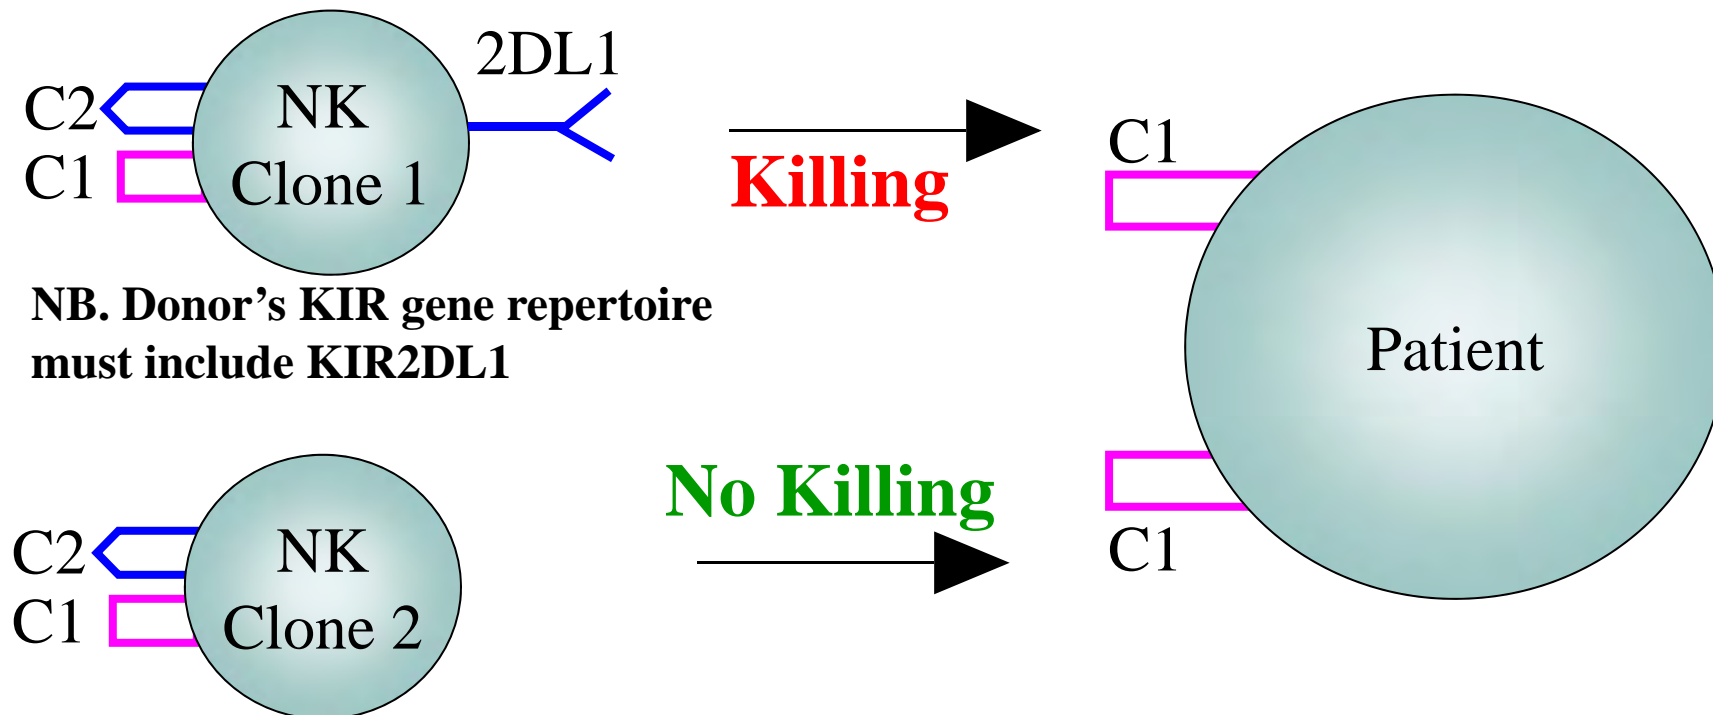 2DL1
C2
NK
Clone 1
C1
Killing
C1
NB. Donor’s KIR gene repertoire
must include KIR2DL1
Patient
No Killing
C2
NK
Clone 2
C1
C1